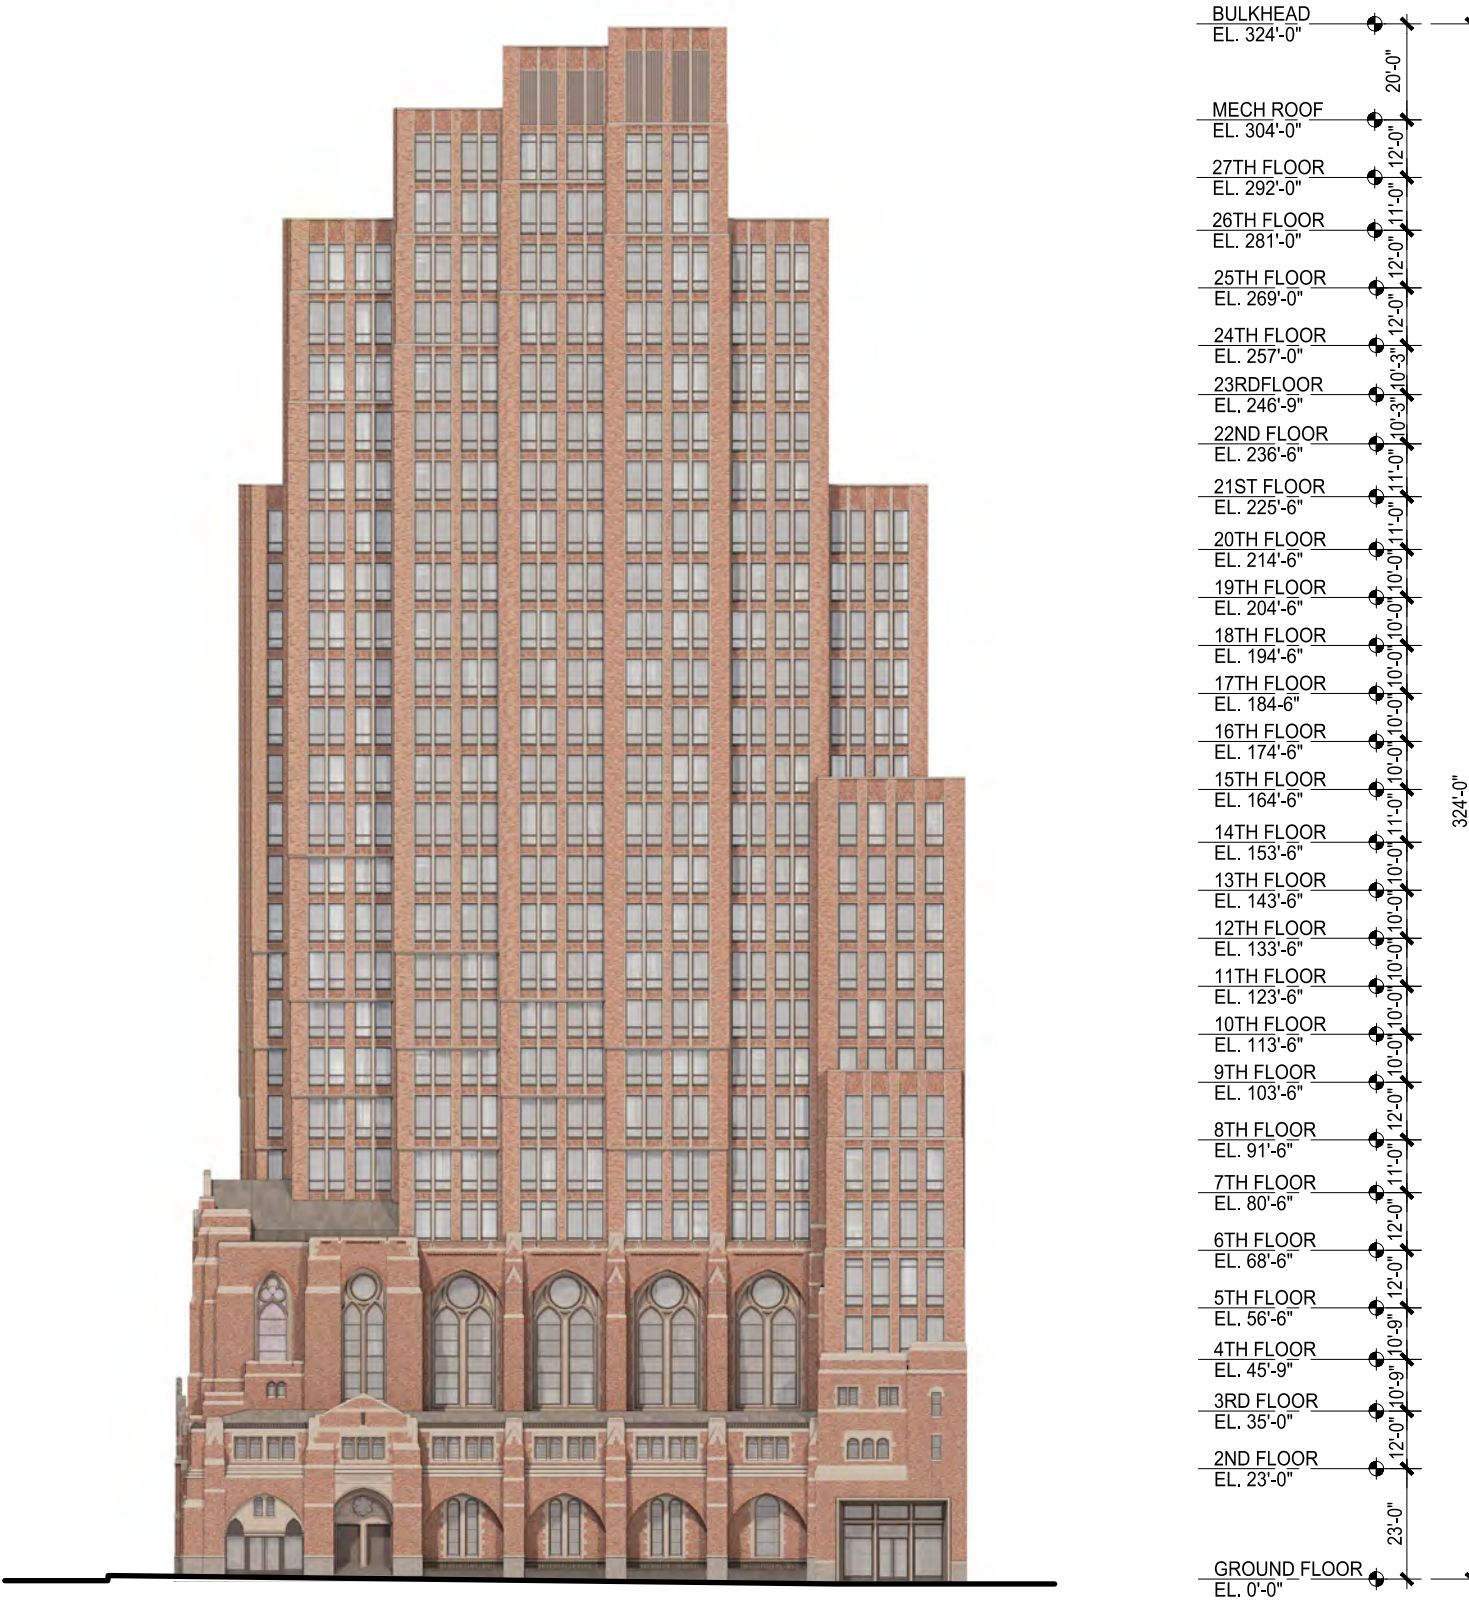 BULKHEAD
EL. 324'-0"
20'-0"
MECH ROOF
EL. 304'-0"
12'-0"
27TH FLOOR
EL. 292'-0"
11'-0"
26TH FLOOR
EL. 281'-0"
12'-0"
25TH FLOOR
EL. 269'-0"
12'-0"
24TH FLOOR
EL. 257'-0"
10'-3"
23RDFLOOR
EL. 246'-9"
10'-3"
22ND FLOOR
EL. 236'-6"
11'-0"
21ST FLOOR
EL. 225'-6"
11'-0"
20TH FLOOR
EL. 214'-6"
10'-0"
19TH FLOOR
EL. 204'-6"
10'-0"
18TH FLOOR
EL. 194'-6"
10'-0"
17TH FLOOR
EL. 184-6"
10'-0"
16TH FLOOR
EL. 174'-6"
10'-0"
15TH FLOOR
EL. 164'-6"
11'-0"
14TH FLOOR
EL. 153'-6"
10'-0"
13TH FLOOR
EL. 143'-6"
10'-0"
12TH FLOOR
EL. 133'-6"
10'-0"
11TH FLOOR
EL. 123'-6"
10'-0"
10TH FLOOR
EL. 113'-6"
10'-0"
9TH FLOOR
EL. 103'-6"
12'-0"
8TH FLOOR
EL. 91'-6"
11'-0"
7TH FLOOR
EL. 80'-6"
12'-0"
6TH FLOOR
EL. 68'-6"
12'-0"
5TH FLOOR
EL. 56'-6"
10'-9"
4TH FLOOR
EL. 45'-9"
10'-9"
3RD FLOOR
EL. 35'-0"
12'-0"
2ND FLOOR
EL. 23'-0"
23'-0"
GROUND FLOOR
EL. 0'-0"
324'-0"